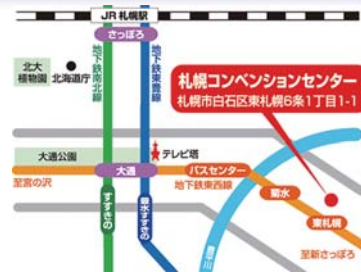 JR 札幌駅
さっぽろ
北大
植物園
北海道庁
地下鉄南北線
地下鉄東豊線
札幌コンベンションセンター
札幌市白石区東札幌6条1丁目1-1
大通公園
テレビ塔
大通
バスセンター
至宮の沢
地下鉄東西線
菊水
すすきの
豊水すすきの
東札幌
豊平川
至新さっぽろ